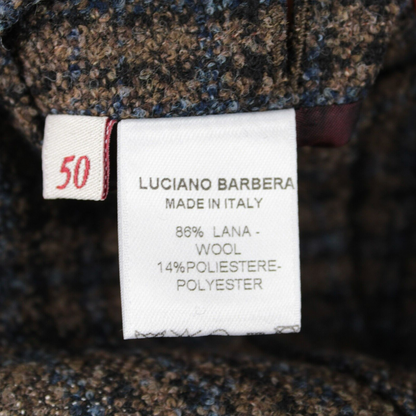 50
LUCIANO BARBERA
MADE IN ITALY
86% LANA -
WOOL
14%POLIESTERE-
POLYESTER